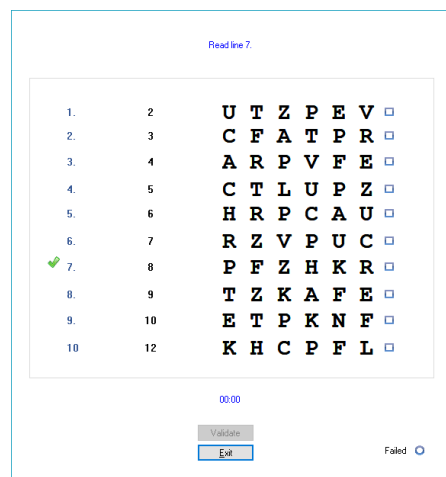 Read line 7.
1. 2 U T Z P E V
2. 3 C F A T P R
3. 4 A R P V F E
4. 5 C T L U P Z
5. 6 H R P C A U
6. 7 R Z V P U C
7. 8 P F Z H K R
8. 9 T Z K A F E
9. 10 E T P K N F
10 12 K H C P F L
00:00
Validate
Exit Failed